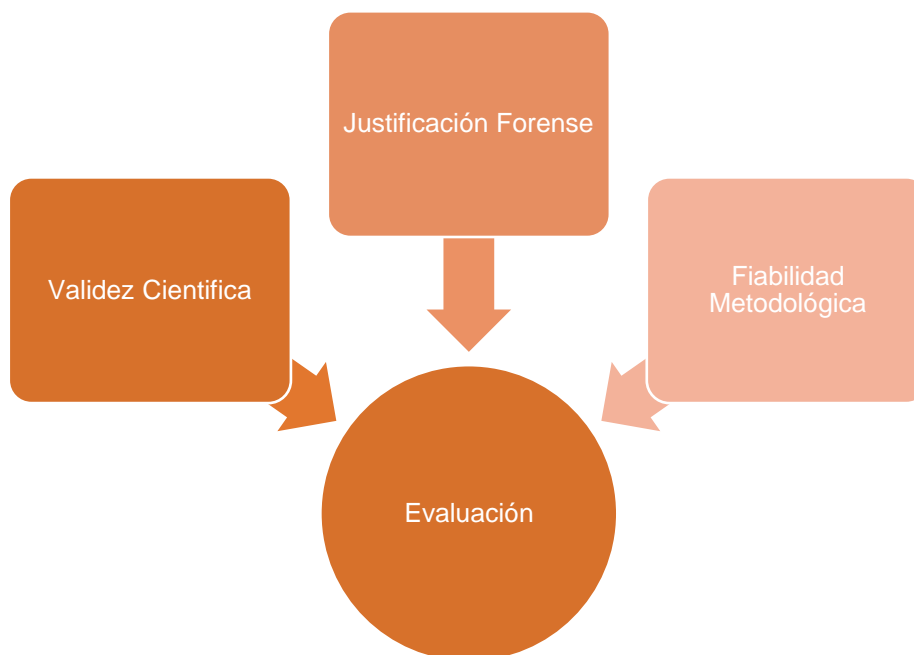 Justificación Forense
Validez Cientifica
Fiabilidad
Metodológica
Evaluación